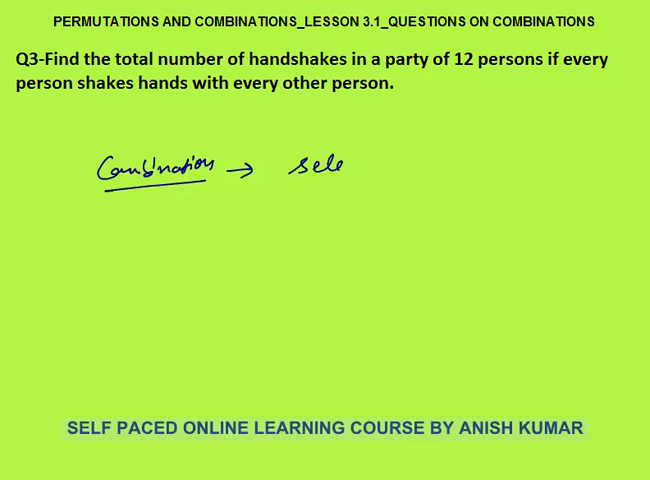 PERMUTATIONS AND COMBINATIONS_LESSON 3.1_QUESTIONS ON COMBINATIONS
Q3-Find the total number of handshakes in a party of 12 persons if every
person shakes hands with every other person.
Combination → sele
SELF PACED ONLINE LEARNING COURSE BY ANISH KUMAR